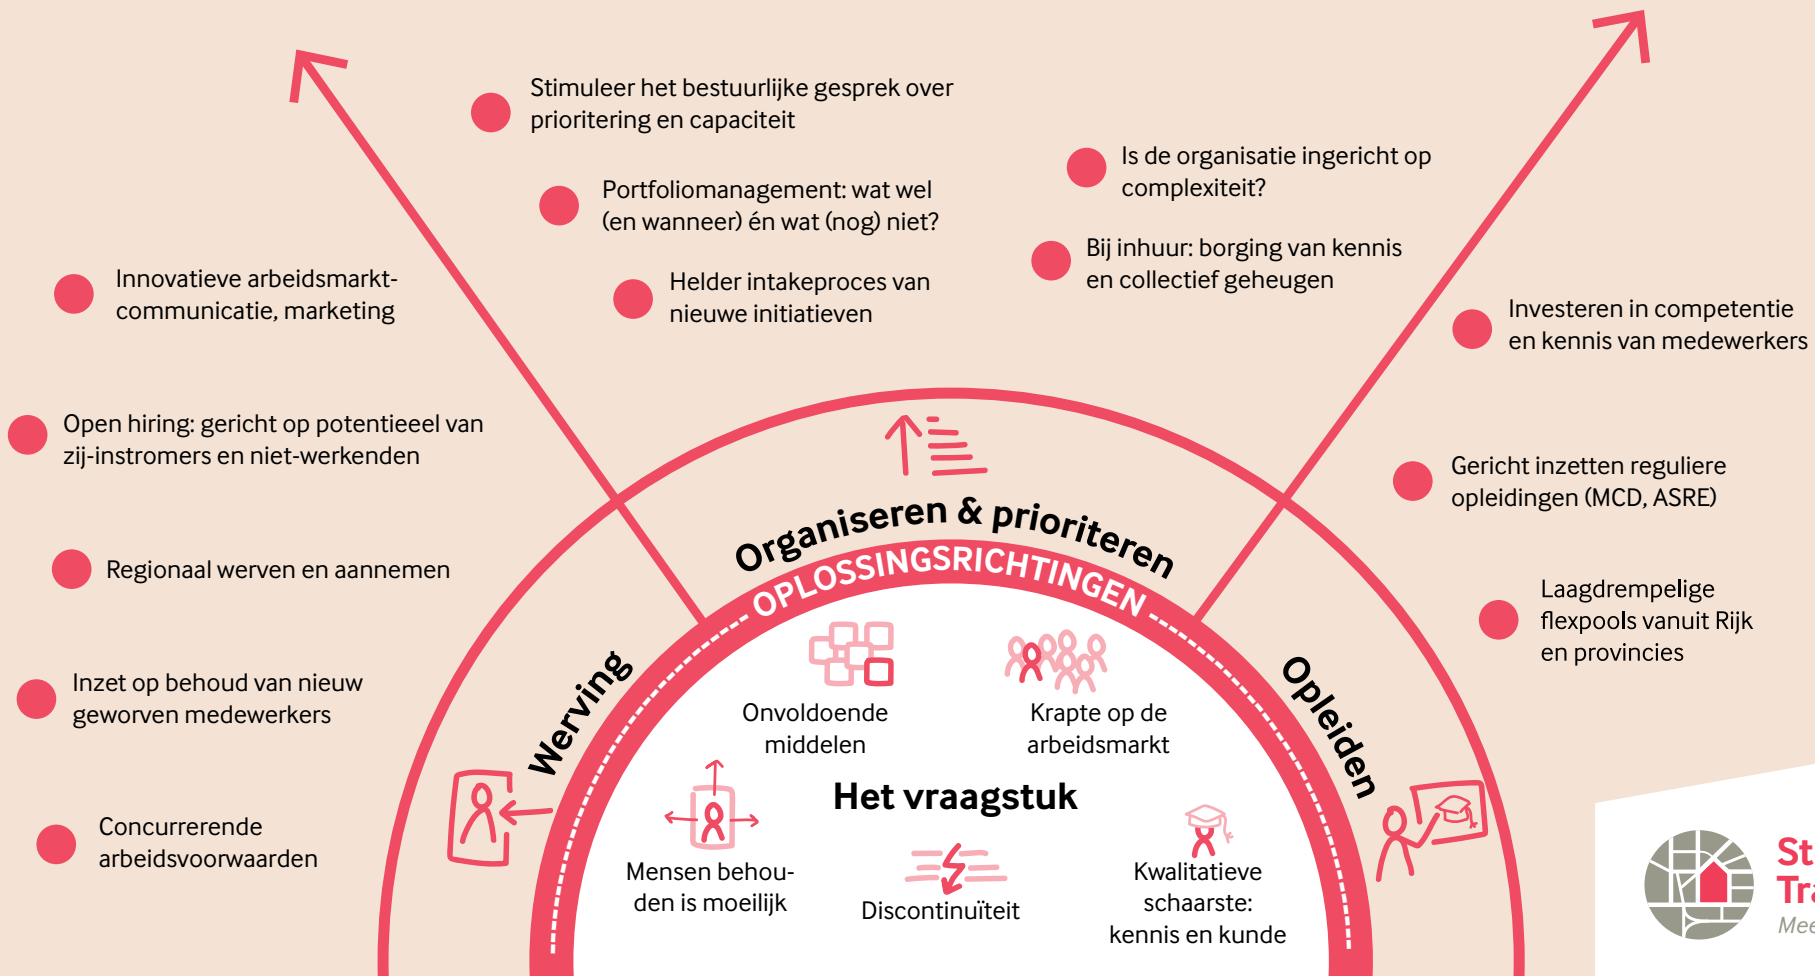 Stimuleer het bestuurlijke gesprek over
prioritering en capaciteit
Portfoliomanagement: wat wel
(en wanneer) én wat (nog) niet?
Helder intakeproces van
nieuwe initiatieven
Is de organisatie ingericht op
complexiteit?
Bij inhuur: borging van kennis
en collectief geheugen
Innovatieve arbeidsmarkt-
communicatie, marketing
Open hiring: gericht op potentieeel van
zij-instromers en niet-werkenden
Regionaal werven en aannemen
Inzet op behoud van nieuw
geworven medewerkers
Concurrerende
arbeidsvoorwaarden
Investeren in competentie
en kennis van medewerkers
Gericht inzetten reguliere
opleidingen (MCD, ASRE)
Laagdrempelige
flexpools vanuit Rijk
en provincies
Werving
Organiseren & prioriteren
Opleiden
OPLOSSINGSRICHTINGEN
Onvoldoende
middelen
Krapte op de
arbeidsmarkt
Het vraagstuk
Mensen behou-
den is moeilijk
Discontinuïteit
Kwalitatieve
schaarste:
kennis en kunde
St
Tra
Mee